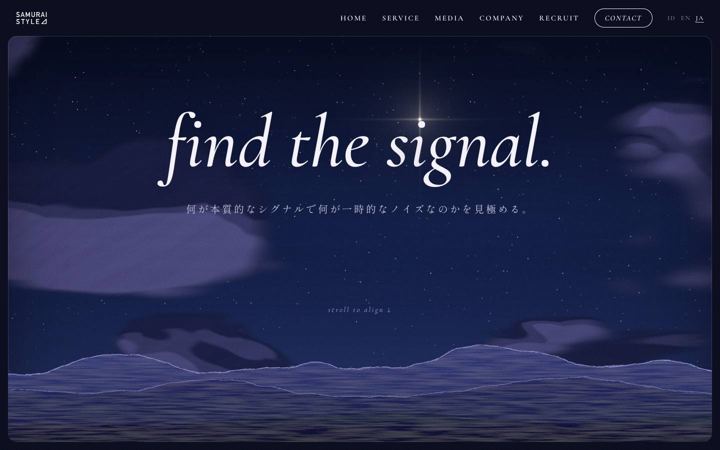 SAMURAI
STYLE
HOME SERVICE MEDIA COMPANY RECRUIT CONTACT ID EN JA
find the signal.
何が本質的なシグナルで何が一時的なノイズなのかを見極める。
scroll to align ↓